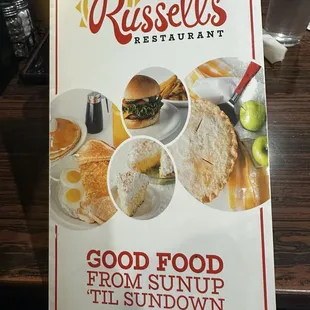 Russell's
RESTAURANT
GOOD FOOD
FROM SUNUP
'TIL SUNDOWN